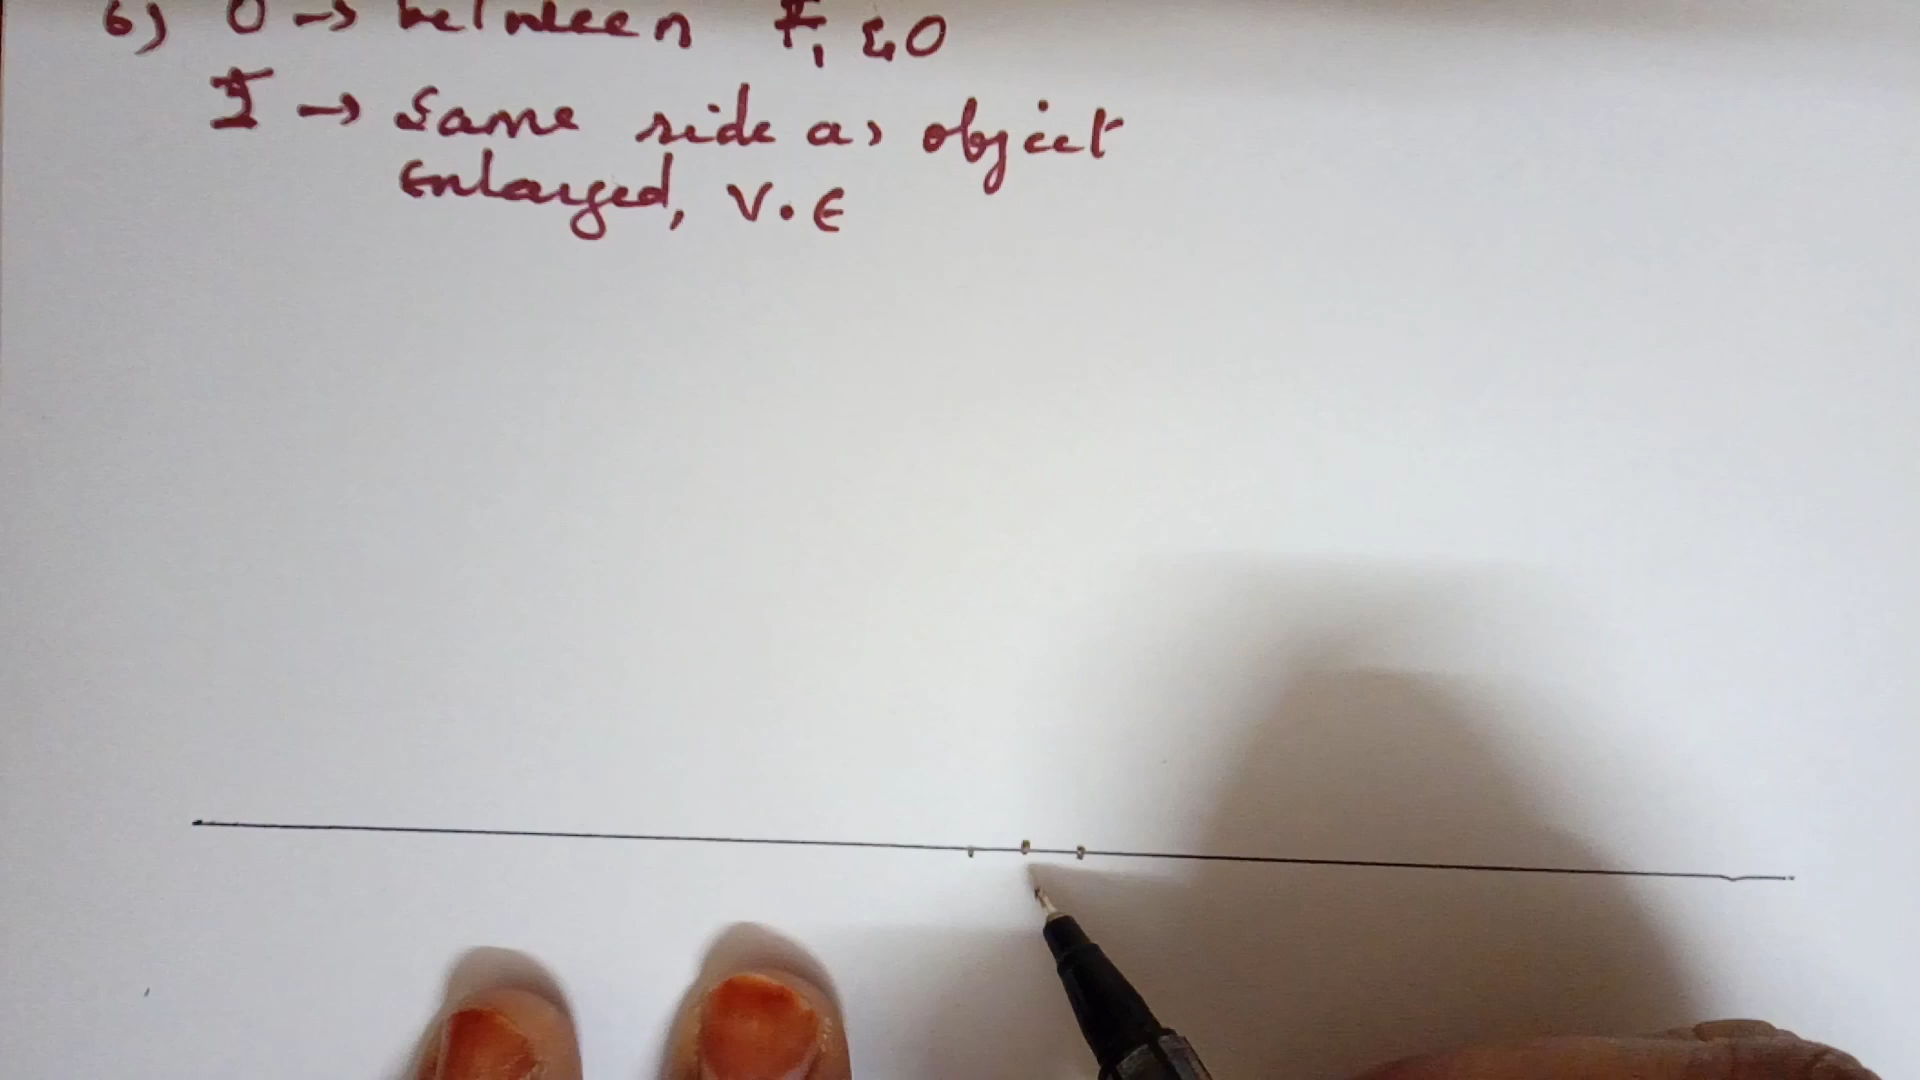 6) O → between F₁ & O
I → Same side as object
Enlarged, V.E